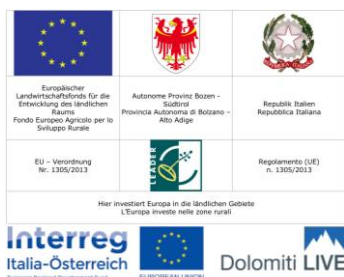 Europäischer
Landwirtschaftsfonds für die
Entwicklung des ländlichen
Raums
Fondo Europeo Agricolo per lo
Sviluppo Rurale
Autonome Provinz Bozen -
Südtirol
Provincia Autonoma di Bolzano -
Alto Adige
Republik Italien
Repubblica Italiana
EU – Verordnung
Nr. 1305/2013
LEADER
Regolamento (UE)
n. 1305/2013
Hier investiert Europa in die ländlichen Gebiete
L'Europa investe nelle zone rurali
Interreg
Italia-Österreich
EUROPEAN UNION
Dolomiti LIVE